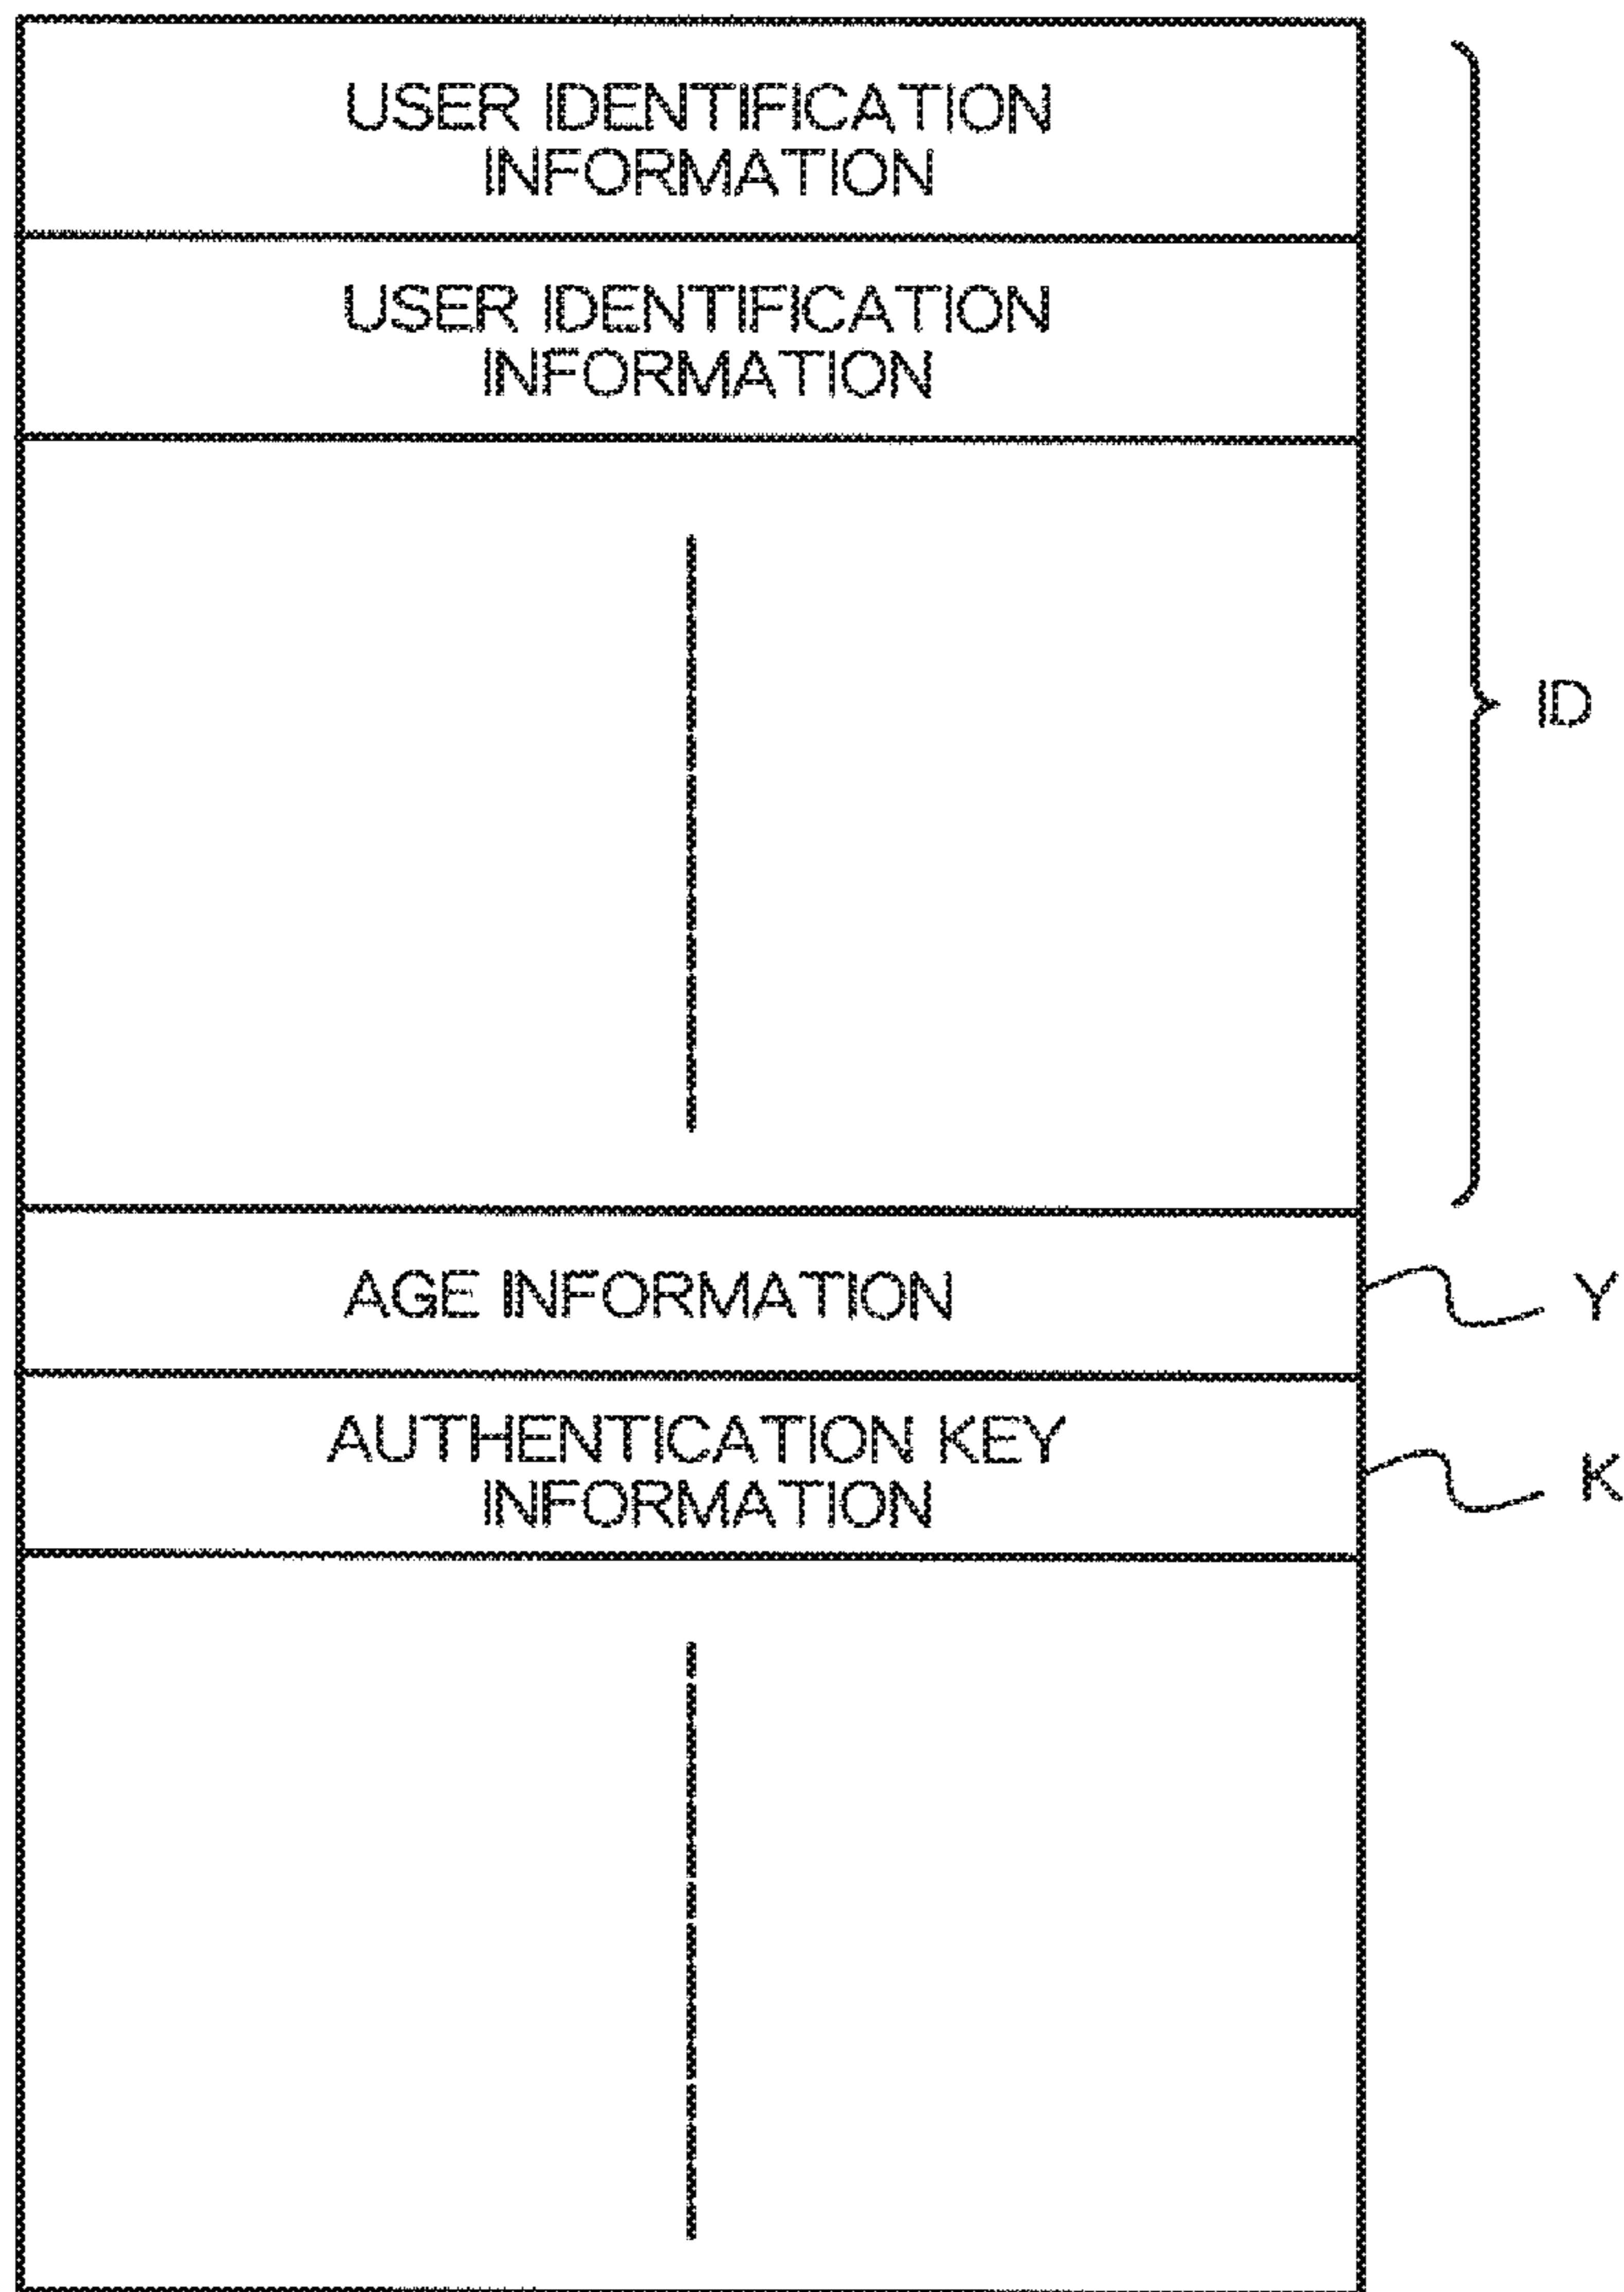 USER IDENTIFICATION
INFORMATION
USER IDENTIFICATION
INFORMATION
ID
AGE INFORMATION
Y
AUTHENTICATION KEY
INFORMATION
K